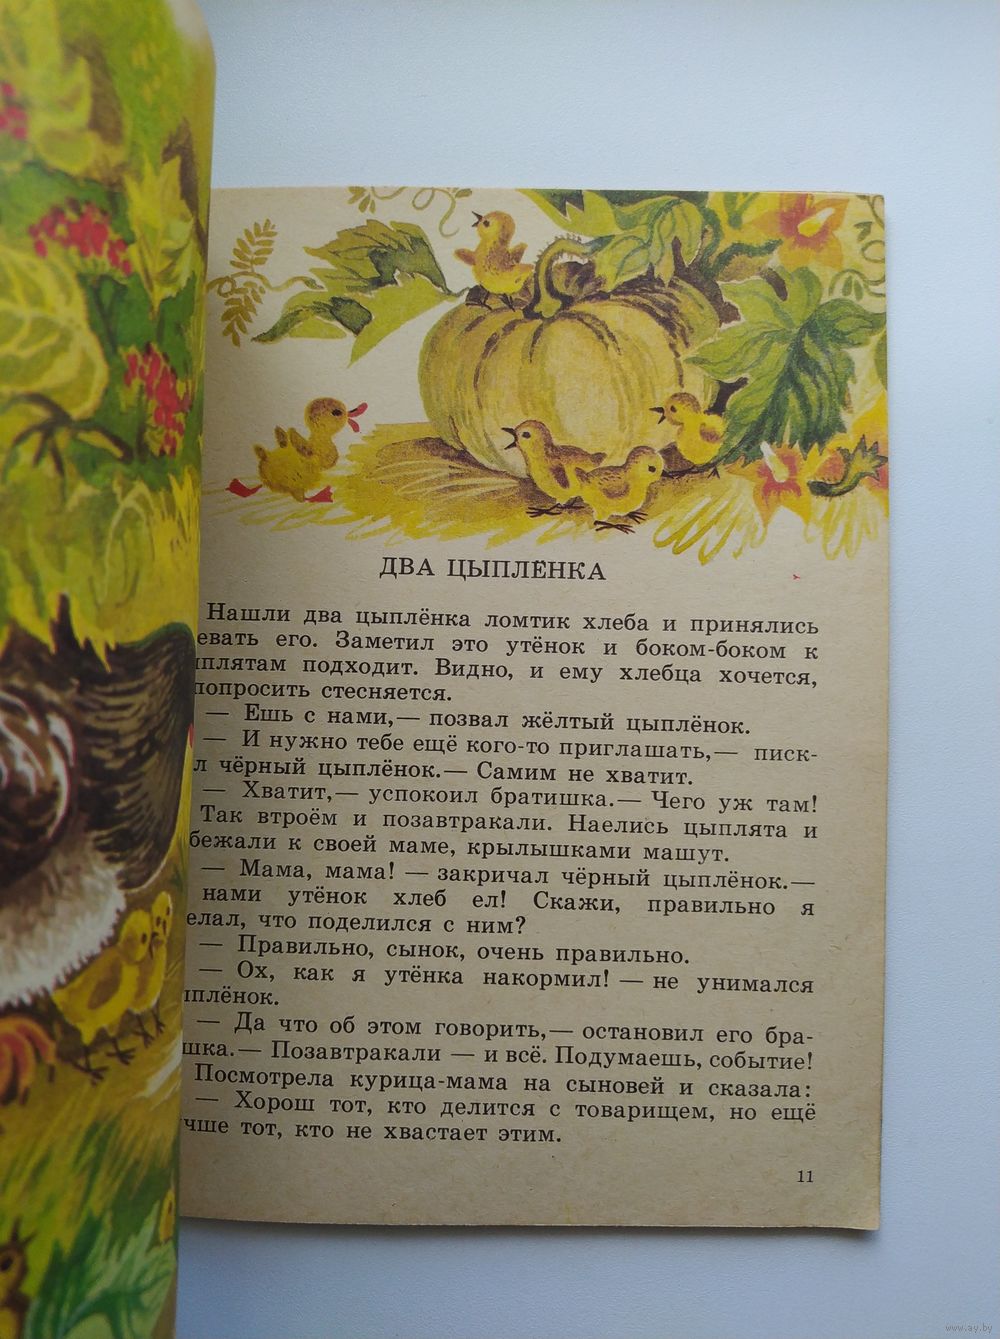 ДВА ЦЫПЛЁНКА
Нашли два цыплёнка ломтик хлеба и принялись
евать его. Заметил это утёнок и боком-боком к
плятам подходит. Видно, и ему хлебца хочется,
попросить стесняется.
— Ешь с нами,— позвал жёлтый цыплёнок.
— И нужно тебе ещё кого-то приглашать,— писк-
л чёрный цыплёнок.— Самим не хватит.
— Хватит,— успокоил братишка.— Чего уж там!
Так втроём и позавтракали. Наелись цыплята и
бежали к своей маме, крылышками машут.
— Мама, мама! — закричал чёрный цыплёнок.—
нами утёнок хлеб ел! Скажи, правильно я
елал, что поделился с ним?
— Правильно, сынок, очень правильно.
— Ох, как я утёнка накормил! — не унимался
плёнок.
— Да что об этом говорить,— остановил его бра-
шка.— Позавтракали — и всё. Подумаешь, событие!
Посмотрела курица-мама на сыновей и сказала:
— Хорош тот, кто делится с товарищем, но ещё
чше тот, кто не хвастает этим.
11
www.ay.by